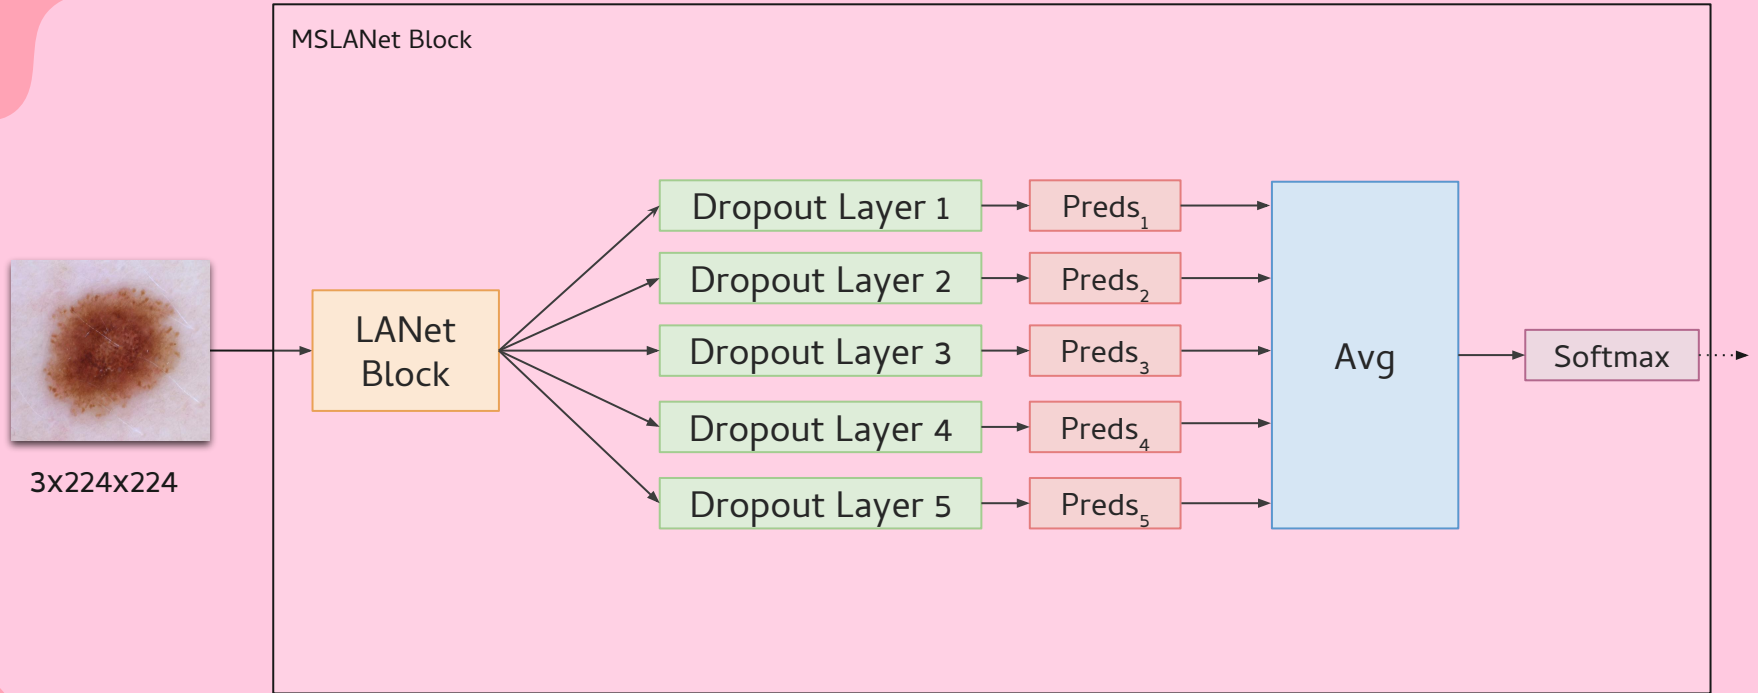 MSLANet Block
3x224x224
LANet
Block
Dropout Layer 1
Preds1
Dropout Layer 2
Preds2
Dropout Layer 3
Preds3
Dropout Layer 4
Preds4
Dropout Layer 5
Preds5
Avg
Softmax